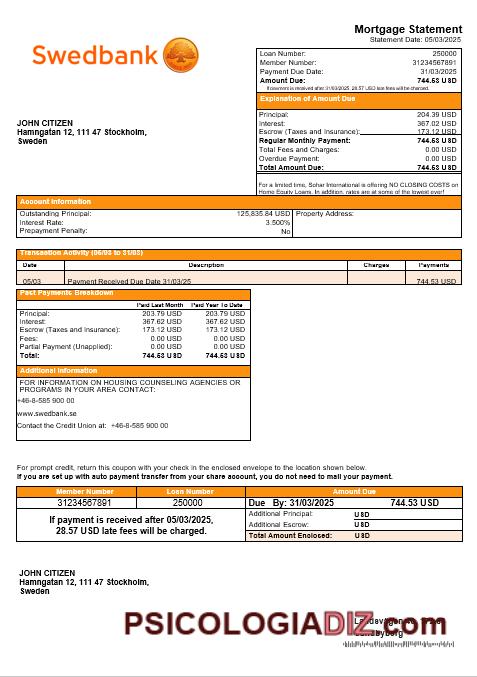 Mortgage Statement
Statement Date: 05/03/2025
Swedbank
Loan Number: 250000
Member Number: 31234567891
Payment Due Date: 31/03/2025
Amount Due: 744.53 USD
If payment is received after 31/03/2025, 28.57 USD late fees will be charged.
Explanation of Amount Due
Principal: 204.39 USD
Interest: 367.02 USD
Escrow (Taxes and Insurance): 173.12 USD
Regular Monthly Payment: 744.53 USD
Total Fees and Charges: 0.00 USD
Overdue Payment: 0.00 USD
Total Amount Due: 744.53 USD
For a limited time, Sohar International is offering NO CLOSING COSTS on
Home Equity Loans. In addition, rates are at some of the lowest ever!
JOHN CITIZEN
Hamngatan 12, 111 47 Stockholm,
Sweden
Account Information
Outstanding Principal: 125,835.84 USD Property Address:
Interest Rate: 3.500%
Prepayment Penalty: No
Transaction Activity (06/03 to 31/03)
Date Description Charges Payments
05/03 Payment Received Due Date 31/03/25 744.53 USD
Past Payments Breakdown
Paid Last Month Paid Year To Date
Principal: 203.79 USD 203.79 USD
Interest: 367.62 USD 367.62 USD
Escrow (Taxes and Insurance): 173.12 USD 173.12 USD
Fees: 0.00 USD 0.00 USD
Partial Payment (Unapplied): 0.00 USD 0.00 USD
Total: 744.53 USD 744.53 USD
Additional Information
FOR INFORMATION ON HOUSING COUNSELING AGENCIES OR
PROGRAMS IN YOUR AREA CONTACT:
+46-8-585 900 00
www.swedbank.se
Contact the Credit Union at: +46-8-585 900 00
For prompt credit, return this coupon with your check in the enclosed envelope to the location shown below.
If you are set up with auto payment transfer from your share account, you do not need to mail your payment.
Member Number Loan Number Amount Due
31234567891 250000 Due By: 31/03/2025 744.53 USD
If payment is received after 05/03/2025,
28.57 USD late fees will be charged.
Additional Principal: USD
Additional Escrow: USD
Total Amount Enclosed: USD
JOHN CITIZEN
Hamngatan 12, 111 47 Stockholm,
Sweden
PSICOLOGIADIZ.com